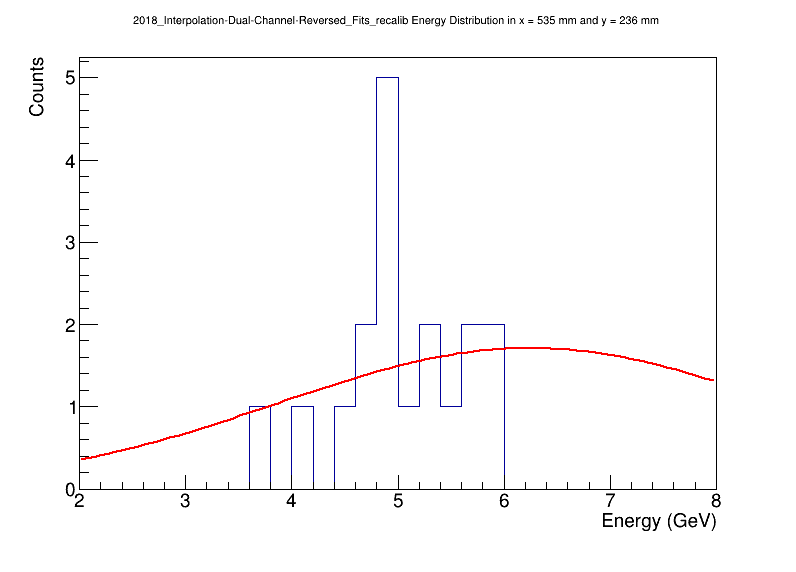 2018_Interpolation-Dual-Channel-Reversed_Fits_recalib Energy Distribution in x = 535 mm and y = 236 mm
Counts
5
4
3
2
1
0
2 3 4 5 6 7 8
Energy (GeV)